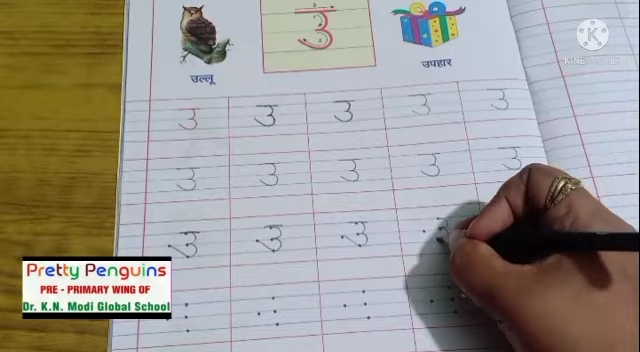 उ
उल्लू
उपहार
KINEMASTER
उ उ उ उ उ
उ उ उ उ उ
उ उ उ उ
Pretty Penguins
PRE - PRIMARY WING OF
Dr. K.N. Modi Global School